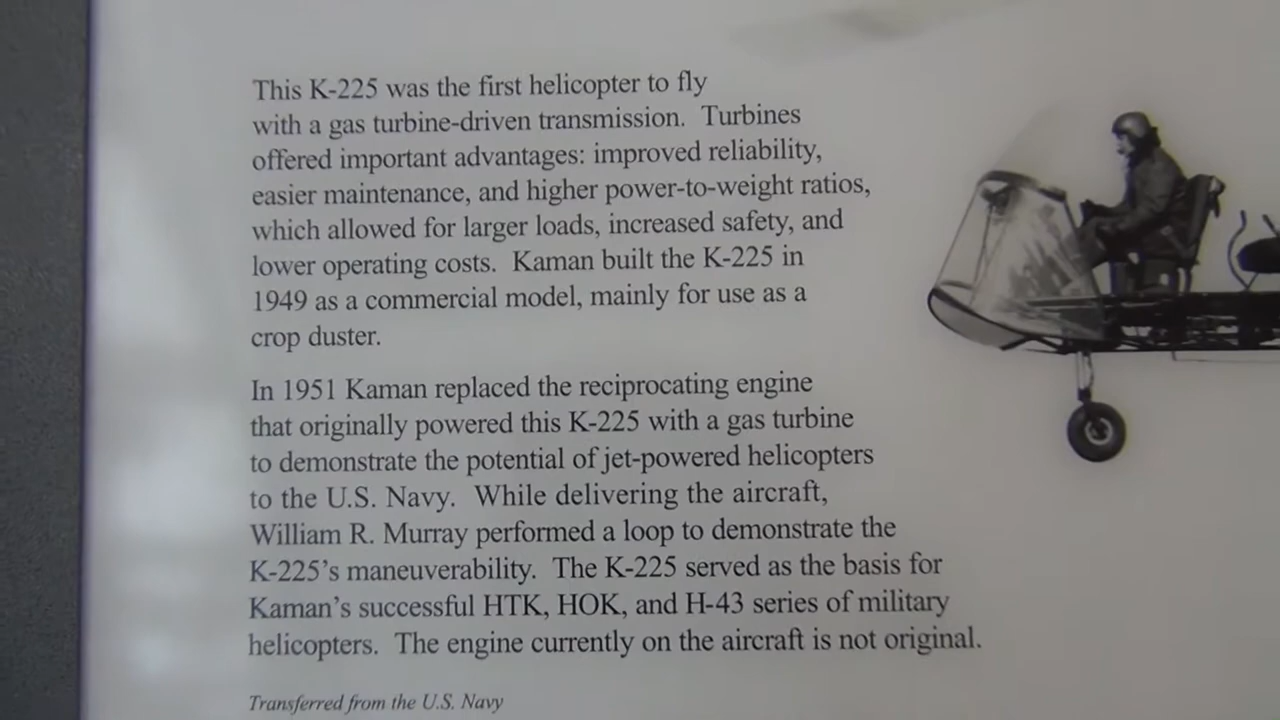 This K-225 was the first helicopter to fly
with a gas turbine-driven transmission.  Turbines
offered important advantages: improved reliability,
easier maintenance, and higher power-to-weight ratios,
which allowed for larger loads, increased safety, and
lower operating costs.  Kaman built the K-225 in
1949 as a commercial model, mainly for use as a
crop duster.
In 1951 Kaman replaced the reciprocating engine
that originally powered this K-225 with a gas turbine
to demonstrate the potential of jet-powered helicopters
to the U.S. Navy.  While delivering the aircraft,
William R. Murray performed a loop to demonstrate the
K-225’s maneuverability.  The K-225 served as the basis for
Kaman’s successful HTK, HOK, and H-43 series of military
helicopters.  The engine currently on the aircraft is not original.
Transferred from the U.S. Navy